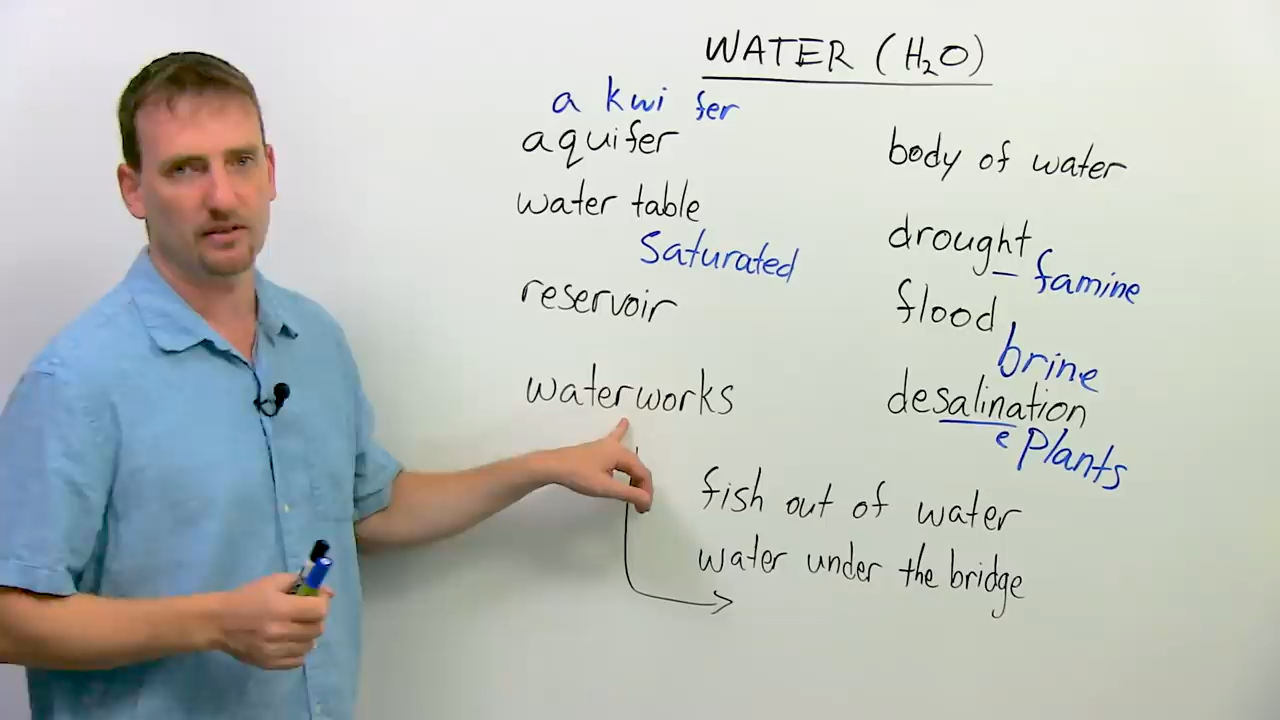 WATER (H₂O)
a kwi fer
aquifer
water table
saturated
reservoir
waterworks
body of water
drought
– famine
flood
brine
desalination
e plants
fish out of water
water under the bridge